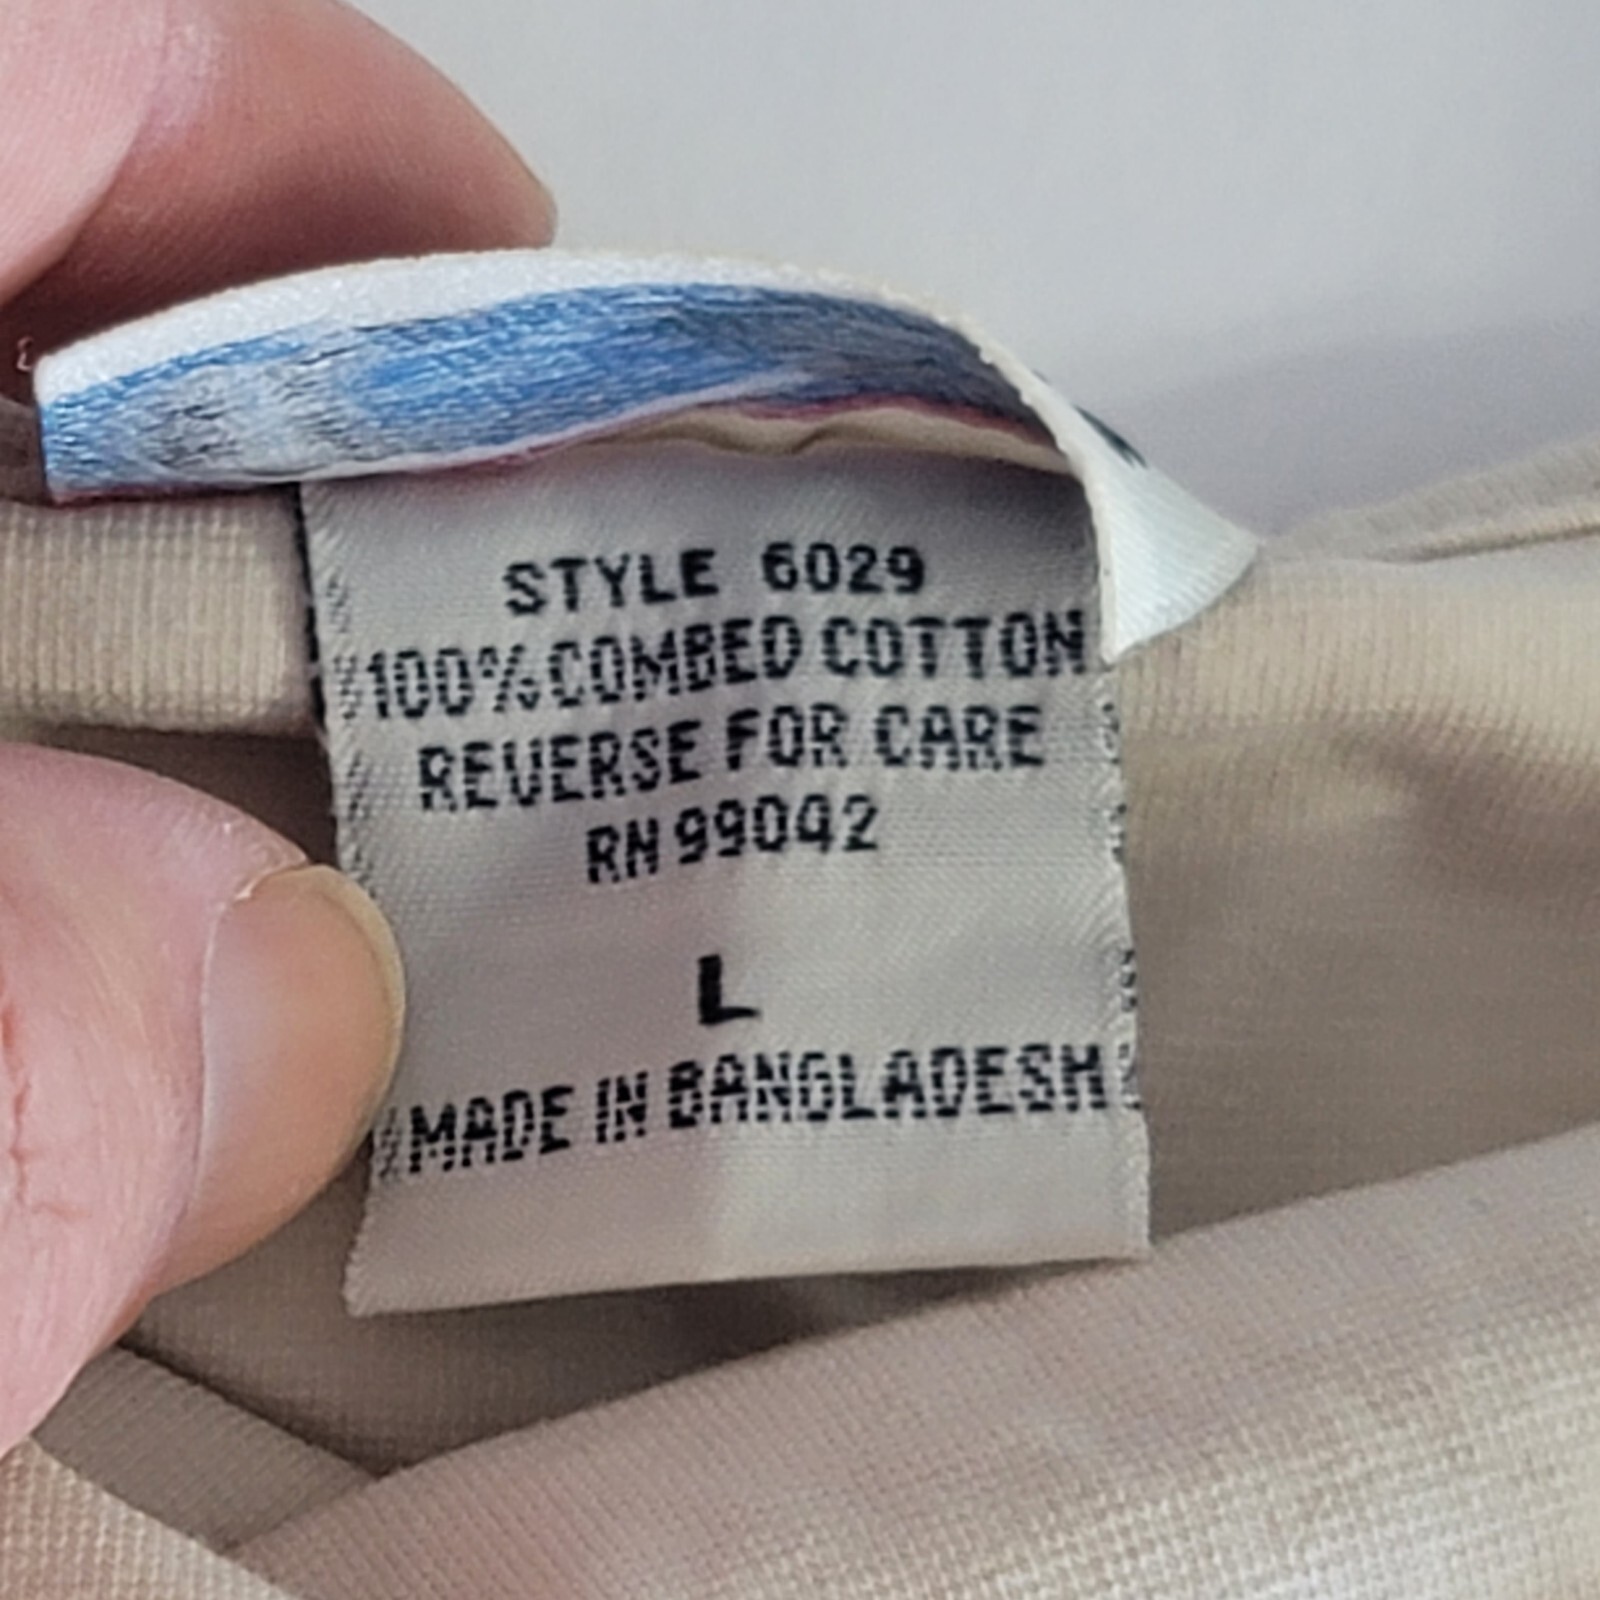 STYLE 6029
100% COMBED COTTON
REVERSE FOR CARE
RN 99042
L
MADE IN BANGLADESH